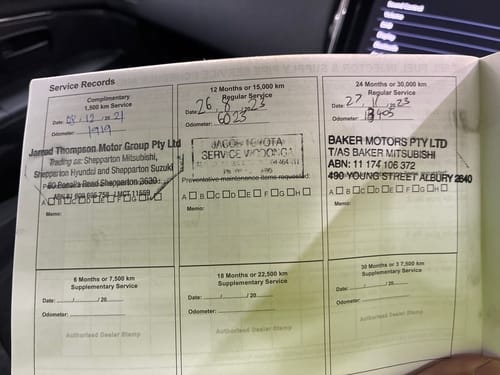 Service Records
Complimentary
1,500 km Service
Date: 08 / 12 / 20 21
Odometer: 1919
Jarrod Thompson Motor Group Pty Ltd
Trading as: Shepparton Mitsubishi,
Shepparton Hyundai and Shepparton Suzuki
Memo:
12 Months or 15,000 km
Regular Service
Date: 26 / 8 / 20 23
Odometer: 6023
JACOB TOYOTA
SERVICE WODONGA
Preventative maintenance items requested:
A B C D E F G H
Memo:
24 Months or 30,000 km
Regular Service
Date: 27 / 11 / 20 23
Odometer: 13405
BAKER MOTORS PTY LTD
T/AS BAKER MITSUBISHI
ABN: 11 174 106 372
490 YOUNG STREET ALBURY 2640
A B C D E F G H
Memo:
6 Months or 7,500 km
Supplementary Service
Date: / / 20
Odometer:
Authorised Dealer Stamp
18 Months or 22,500 km
Supplementary Service
Date: / / 20
Odometer:
Authorised Dealer Stamp
30 Months or 3 7,500 km
Supplementary Service
Date: / / 20
Odometer:
Authorised Dealer Stamp